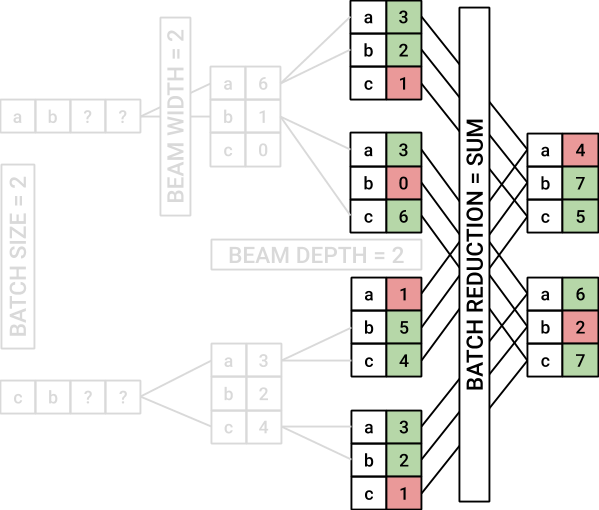 a 3
b 2
c 1
BEAM WIDTH = 2
a 6
b 1
c 0
a b ? ?
BATCH REDUCTION = SUM
a 3
b 0
c 6
a 4
b 7
c 5
BATCH SIZE = 2
BEAM DEPTH = 2
a 1
b 5
c 4
a 6
b 2
c 7
a 3
b 2
c 4
c b ? ?
a 3
b 2
c 1